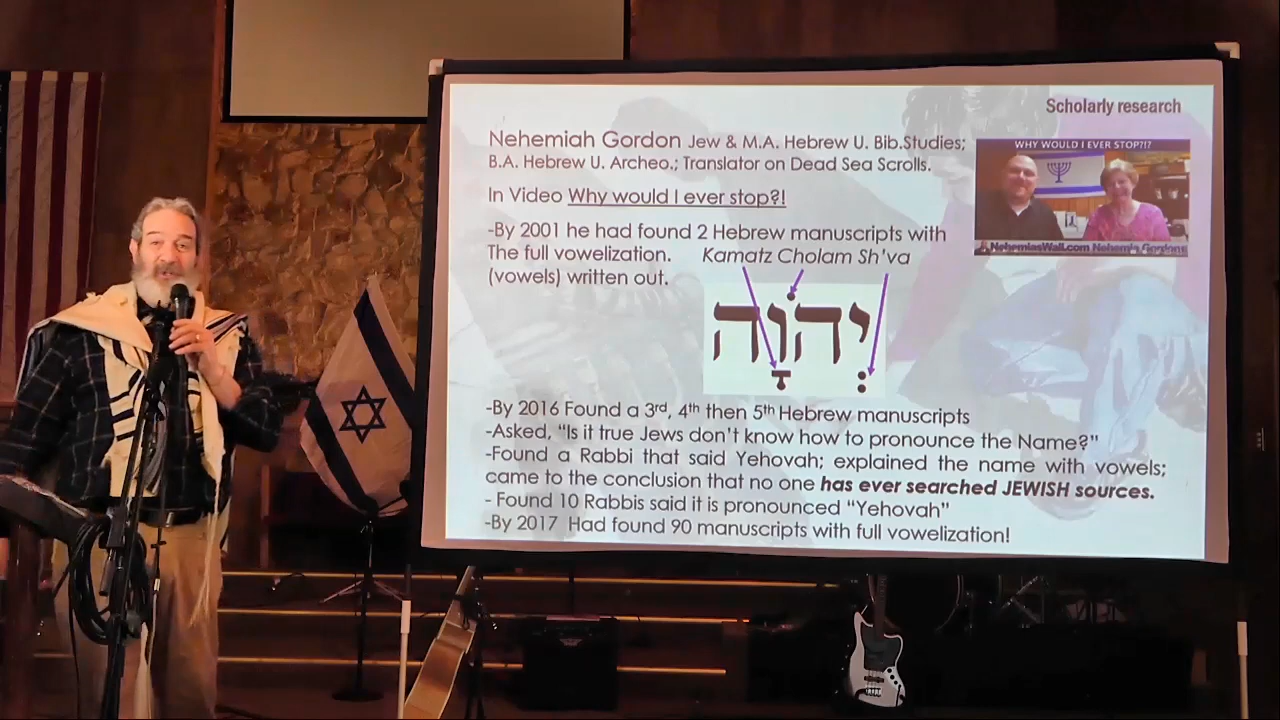 Scholarly research
Nehemiah Gordon Jew & M.A. Hebrew U. Bib.Studies;
B.A. Hebrew U. Archeo.; Translator on Dead Sea Scrolls.
WHY WOULD I EVER STOP?!?
NehemiasWall.com Nehemia Gordon
In Video Why would I ever stop?!
-By 2001 he had found 2 Hebrew manuscripts with
The full vowelization.
Kamatz Cholam Sh'va
(vowels) written out.
יְהֹוָה
-By 2016 Found a 3rd, 4th then 5th Hebrew manuscripts
-Asked, “Is it true Jews don’t know how to pronounce the Name?”
-Found a Rabbi that said Yehovah; explained the name with vowels;
came to the conclusion that no one has ever searched JEWISH sources.
- Found 10 Rabbis said it is pronounced “Yehovah”
-By 2017 Had found 90 manuscripts with full vowelization!